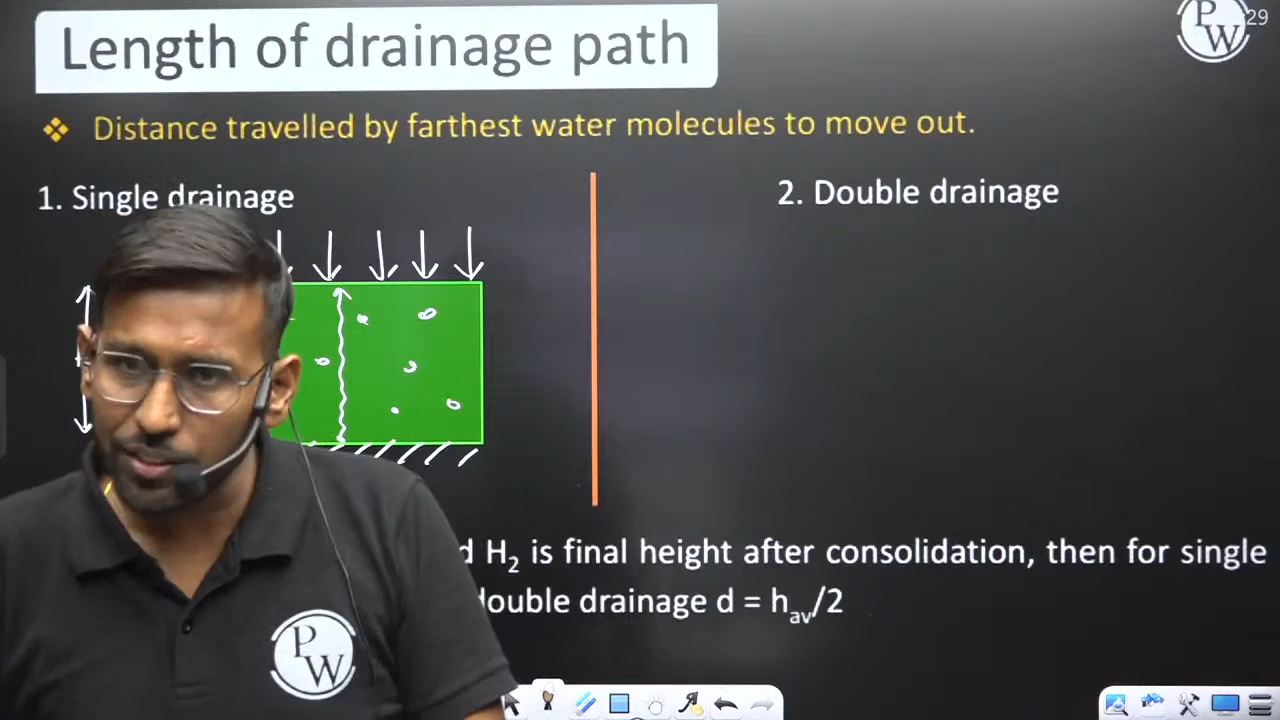 Length of drainage path
PW
29
❖ Distance travelled by farthest water molecules to move out.
1. Single drainage
2. Double drainage
H₂ is final height after consolidation, then for single
double drainage d = hₐᵥ/2
PW